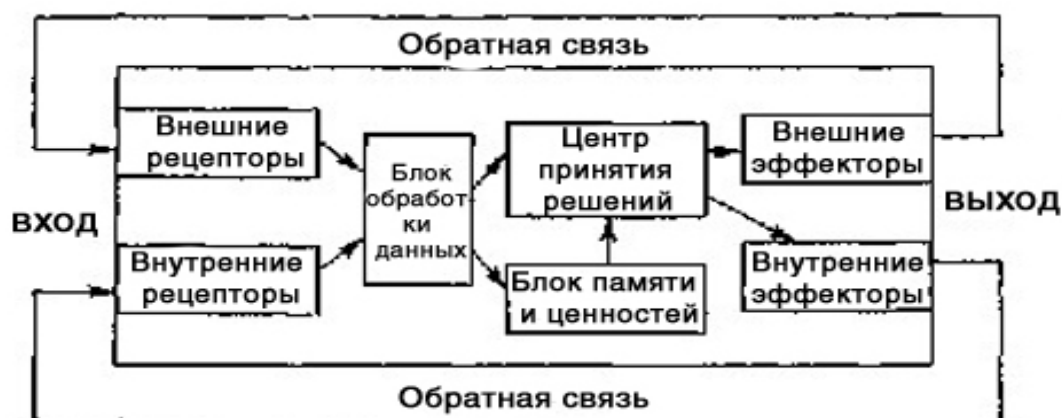 Обратная связь
Внешние
рецепторы
Центр
принятия
решений
Внешние
эффекторы
Блок
обработ-
ки
данных
ВХОД
ВЫХОД
Внутренние
рецепторы
Блок памяти
и ценностей
Внутренние
эффекторы
Обратная связь